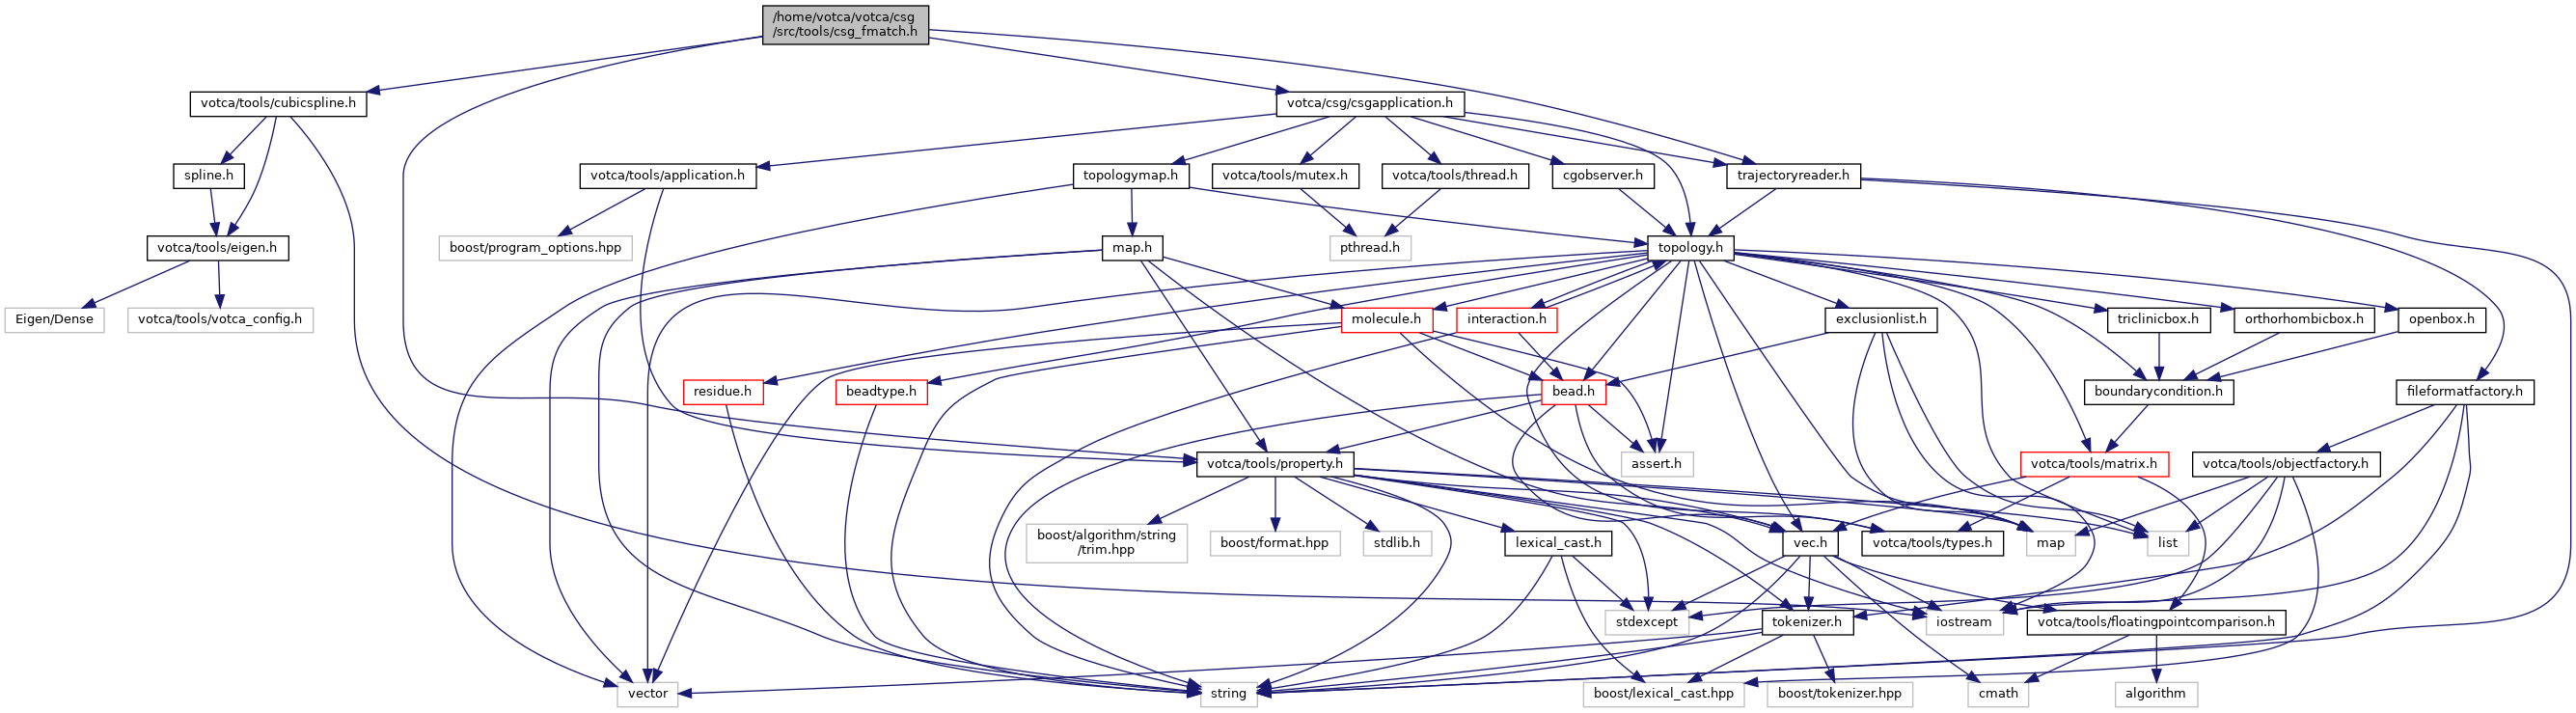 /home/votca/votca/csg
/src/tools/csg_fmatch.h
votca/tools/cubicspline.h
votca/csg/csgapplication.h
spline.h
votca/tools/application.h
topologymap.h
votca/tools/mutex.h
votca/tools/thread.h
cgobserver.h
trajectoryreader.h
votca/tools/eigen.h
boost/program_options.hpp
map.h
pthread.h
topology.h
Eigen/Dense
votca/tools/votca_config.h
molecule.h
interaction.h
exclusionlist.h
triclinicbox.h
orthorhombicbox.h
openbox.h
residue.h
beadtype.h
bead.h
boundarycondition.h
fileformatfactory.h
votca/tools/property.h
assert.h
votca/tools/matrix.h
votca/tools/objectfactory.h
boost/algorithm/string
/trim.hpp
boost/format.hpp
stdlib.h
lexical_cast.h
vec.h
votca/tools/types.h
map
list
stdexcept
tokenizer.h
iostream
votca/tools/floatingpointcomparison.h
vector
string
boost/lexical_cast.hpp
boost/tokenizer.hpp
cmath
algorithm